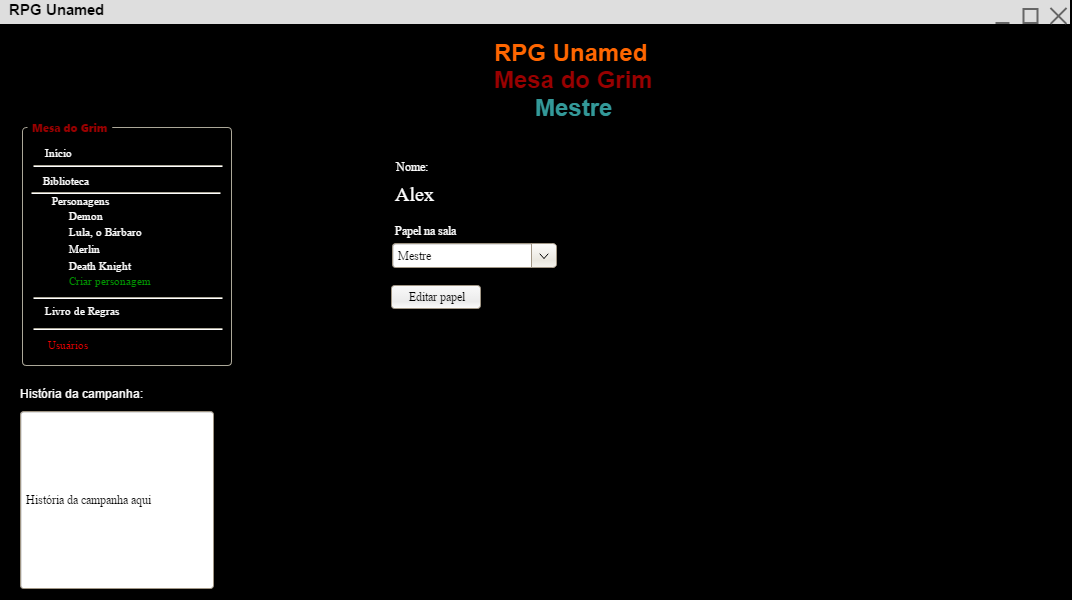 RPG Unamed
RPG Unamed
Mesa do Grim
Mestre
Mesa do Grim
Início
Biblioteca
Personagens
Demon
Lula, o Bárbaro
Merlin
Death Knight
Criar personagem
Livro de Regras
Usuários
Nome:
Alex
Papel na sala
Mestre
Editar papel
História da campanha:
História da campanha aqui